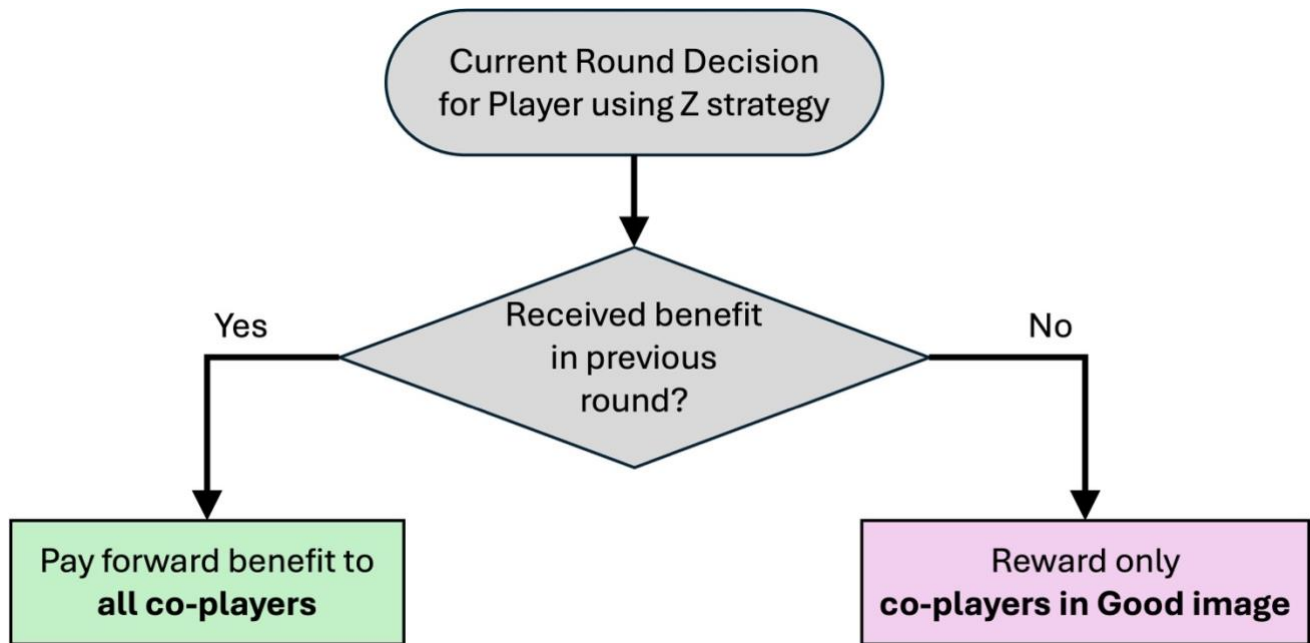 Current Round Decision
for Player using Z strategy
Yes
Received benefit
in previous
round?
No
Pay forward benefit to
all co-players
Reward only
co-players in Good image